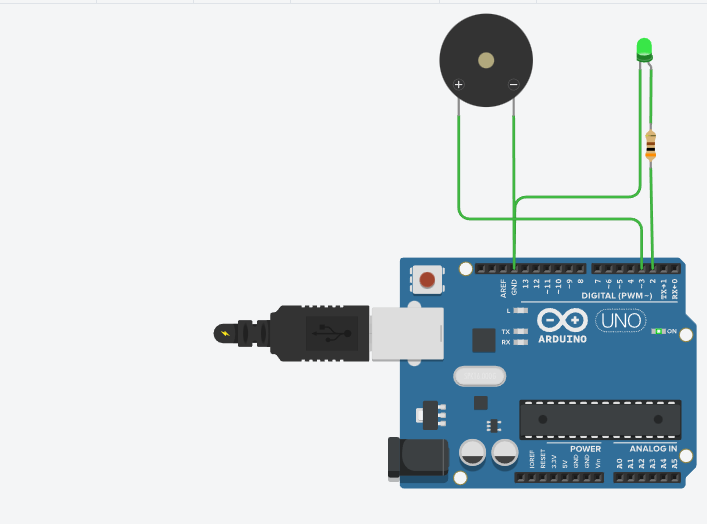 + −
AREF
GND
13
12
~11
~10
~9
8
7
~6
~5
4
~3
2
TX→1
RX←0
DIGITAL (PWM~)
L
TX
RX
UNO
ON
ARDUINO
POWER
ANALOG IN
IOREF
RESET
3.3V
5V
GND
GND
Vin
A0
A1
A2
A3
A4
A5